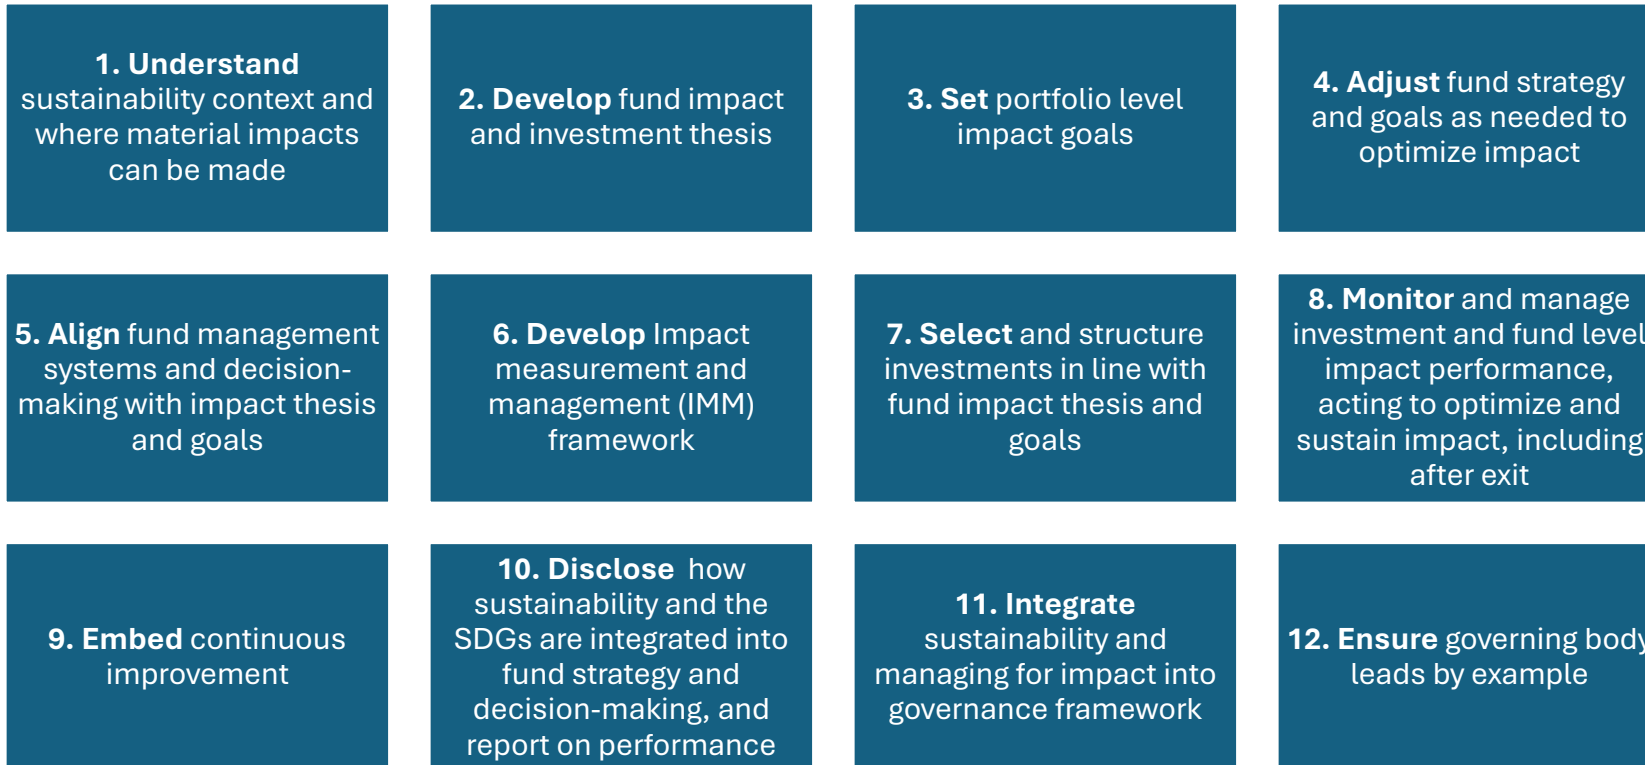 1. Understand
sustainability context and
where material impacts
can be made
2. Develop fund impact
and investment thesis
3. Set portfolio level
impact goals
4. Adjust fund strategy
and goals as needed to
optimize impact
5. Align fund management
systems and decision-
making with impact thesis
and goals
6. Develop Impact
measurement and
management (IMM)
framework
7. Select and structure
investments in line with
fund impact thesis and
goals
8. Monitor and manage
investment and fund level
impact performance,
acting to optimize and
sustain impact, including
after exit
9. Embed continuous
improvement
10. Disclose how
sustainability and the
SDGs are integrated into
fund strategy and
decision-making, and
report on performance
11. Integrate
sustainability and
managing for impact into
governance framework
12. Ensure governing body
leads by example